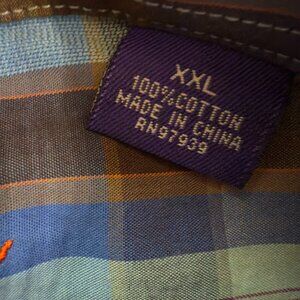 XXL
100% COTTON
MADE IN CHINA
RN97939